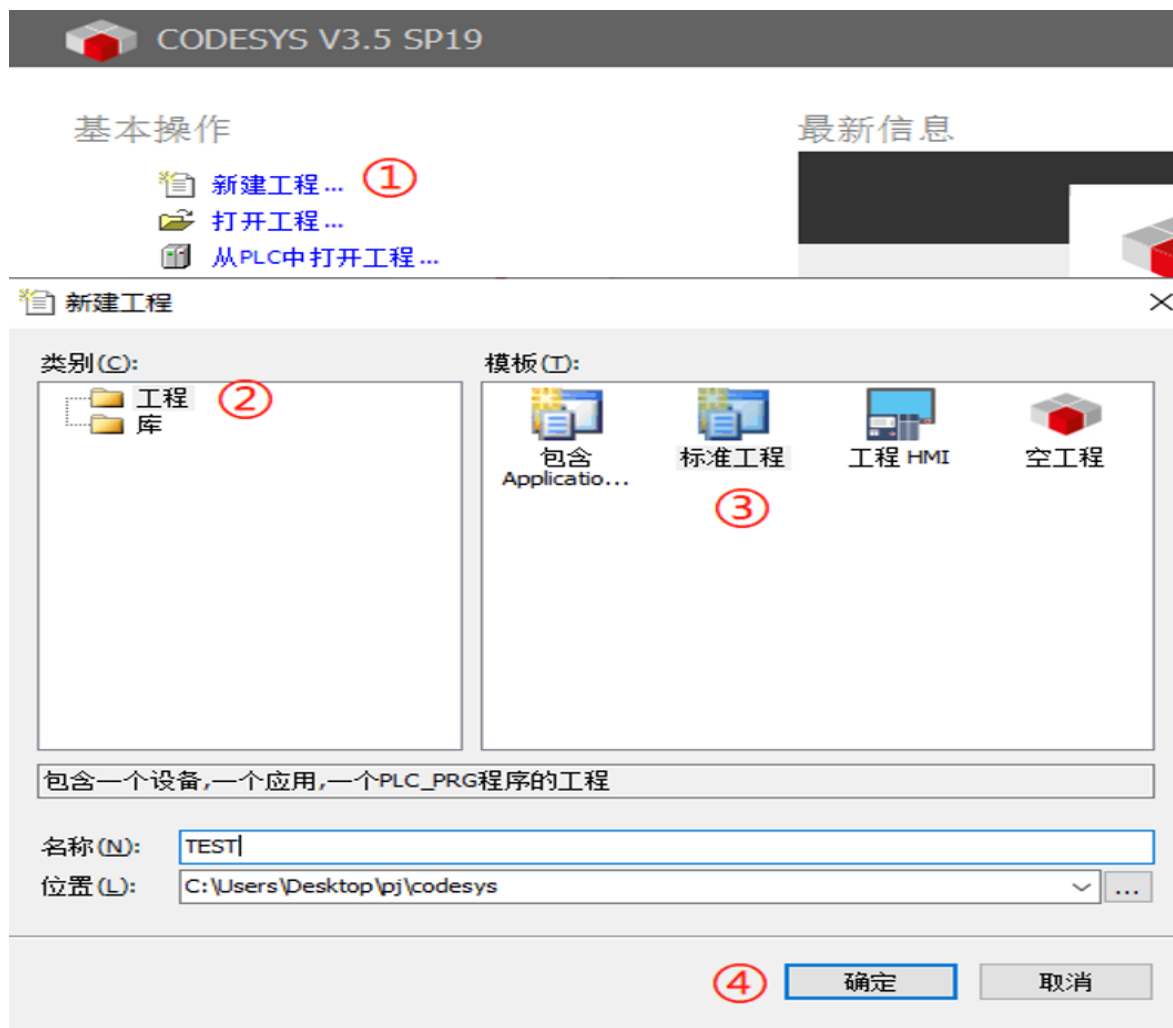 CODESYS V3.5 SP19
基本操作
最新信息
新建工程... ①
打开工程...
从PLC中打开工程...
新建工程
类别(C):
模板(T):
工程 ②
库
包含
Applicatio...
标准工程
工程 HMI
空工程
③
包含一个设备,一个应用,一个PLC_PRG程序的工程
名称(N): TEST
位置(L): C:\Users\Desktop\pj\codesys ...
④ 确定 取消